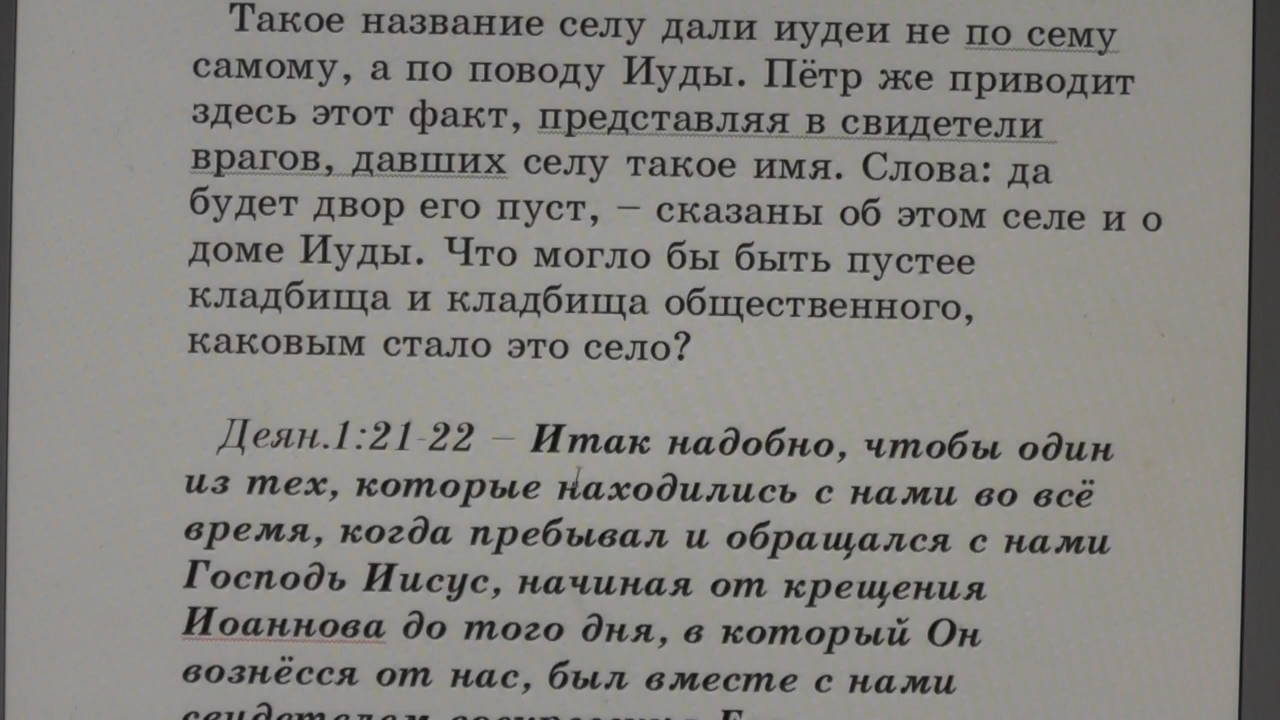 Такое название селу дали иудеи не по сему
самому, а по поводу Иуды. Пётр же приводит
здесь этот факт, представляя в свидетели
врагов, давших селу такое имя. Слова: да
будет двор его пуст, – сказаны об этом селе и о
доме Иуды. Что могло бы быть пустее
кладбища и кладбища общественного,
каковым стало это село?
Деян.1:21-22 – Итак надобно, чтобы один
из тех, которые находились с нами во всё
время, когда пребывал и обращался с нами
Господь Иисус, начиная от крещения
Иоаннова до того дня, в который Он
вознёсся от нас, был вместе с нами